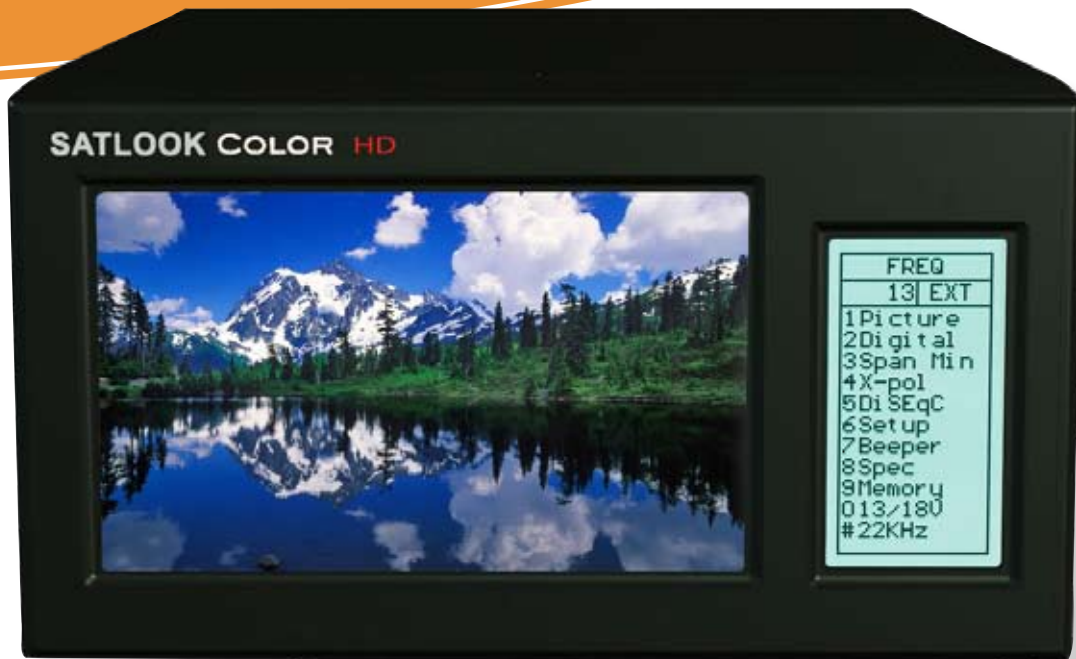 SATLOOK COLOR HD
FREQ
13| EXT
1Picture
2Digital
3Span Min
4X-pol
5DiSEqC
6Setup
7Beeper
8Spec
9Memory
013/18V
#22KHz